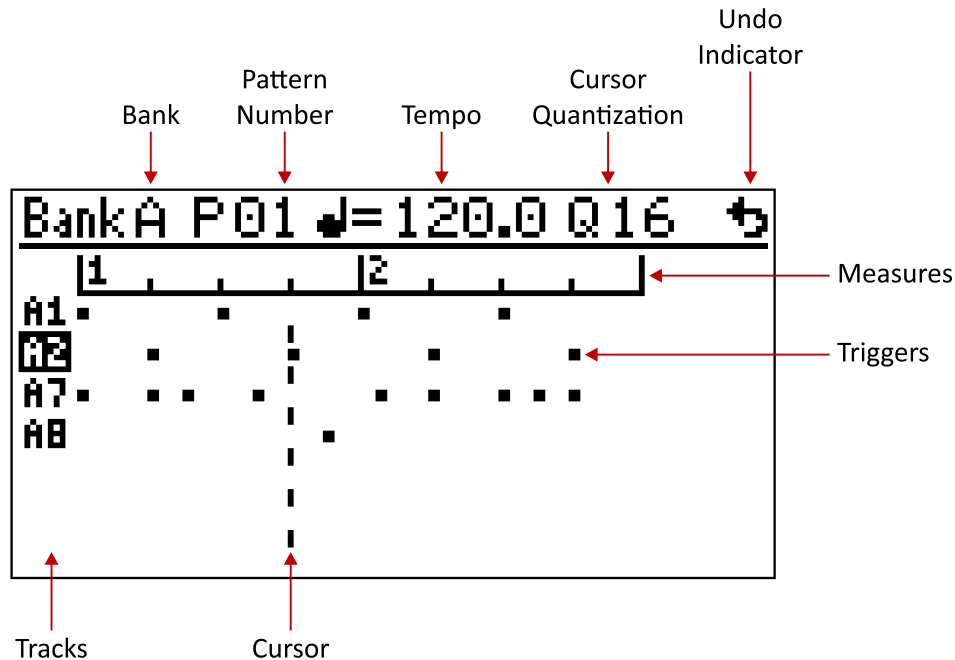 Undo
Indicator
Pattern
Number
Cursor
Quantization
Bank
Tempo
Bank A P01 ♩=120.0 Q16
1 2
Measures
A1
A2
Triggers
A7
A8
Tracks
Cursor